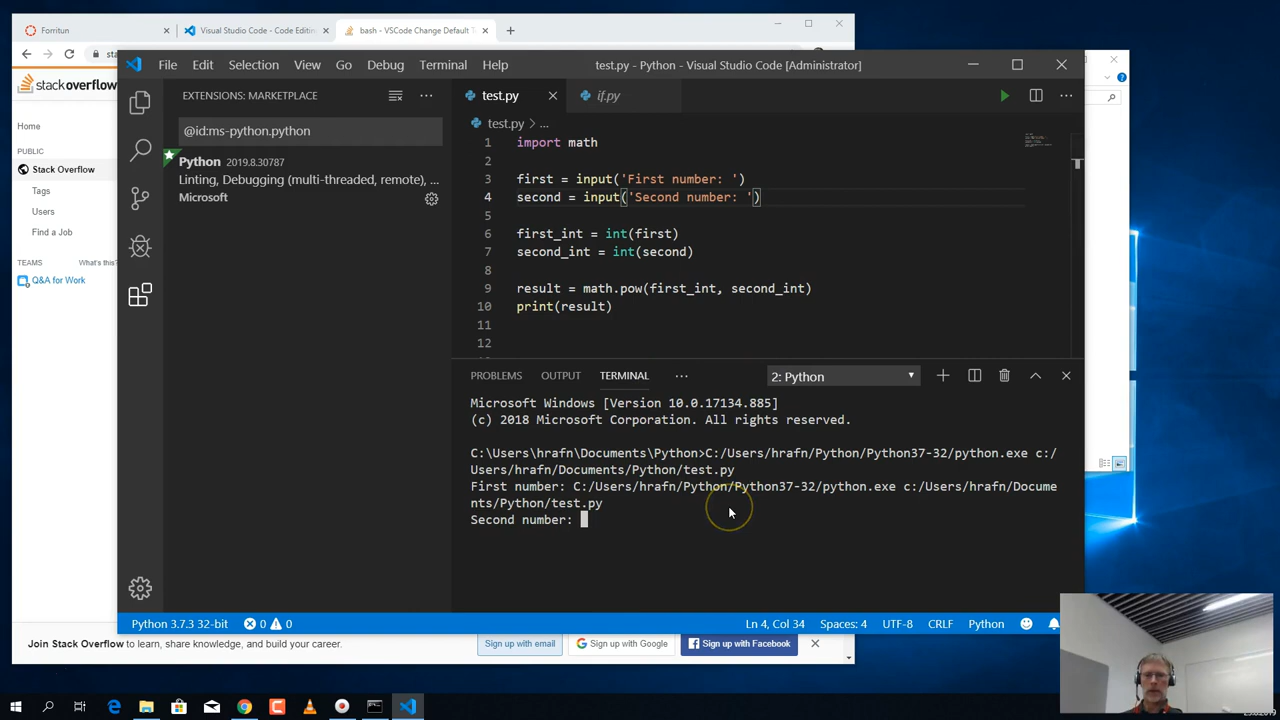 Forritun
Visual Studio Code - Code Editin
bash - VSCode Change Default T
sta
stackoverflow
Home
PUBLIC
Stack Overflow
Tags
Users
Find a Job
TEAMS What's this?
Q&A for Work
File Edit Selection View Go Debug Terminal
test.py - Python - Visual Studio Code [Administrator]
EXTENSIONS: MARKETPLACE
@id:ms-python.python
Python 2019.8.30787
Linting, Debugging (multi-threaded, remote), ...
Microsoft
test.py
if.py
test.py > ...
1 import math
2
3 first = input('First number: ')
4 second = input('Second number: ')
5
6 first_int = int(first)
7 second_int = int(second)
8
9 result = math.pow(first_int, second_int)
10 print(result)
11
12
PROBLEMS OUTPUT TERMINAL ... 2: Python
Microsoft Windows [Version 10.0.17134.885]
(c) 2018 Microsoft Corporation. All rights reserved.
C:\Users\hrafn\Documents\Python>C:/Users/hrafn/Python/Python37-32/python.exe c:/
Users/hrafn/Documents/Python/test.py
First number: C:/Users/hrafn/Python/Python37-32/python.exe c:/Users/hrafn/Docume
nts/Python/test.py
Second number:
Python 3.7.3 32-bit 0 0
Ln 4, Col 34 Spaces: 4 UTF-8 CRLF Python
Join Stack Overflow to learn, share knowledge, and build your career.
Sign up with email
Sign up with Google
Sign up with Facebook